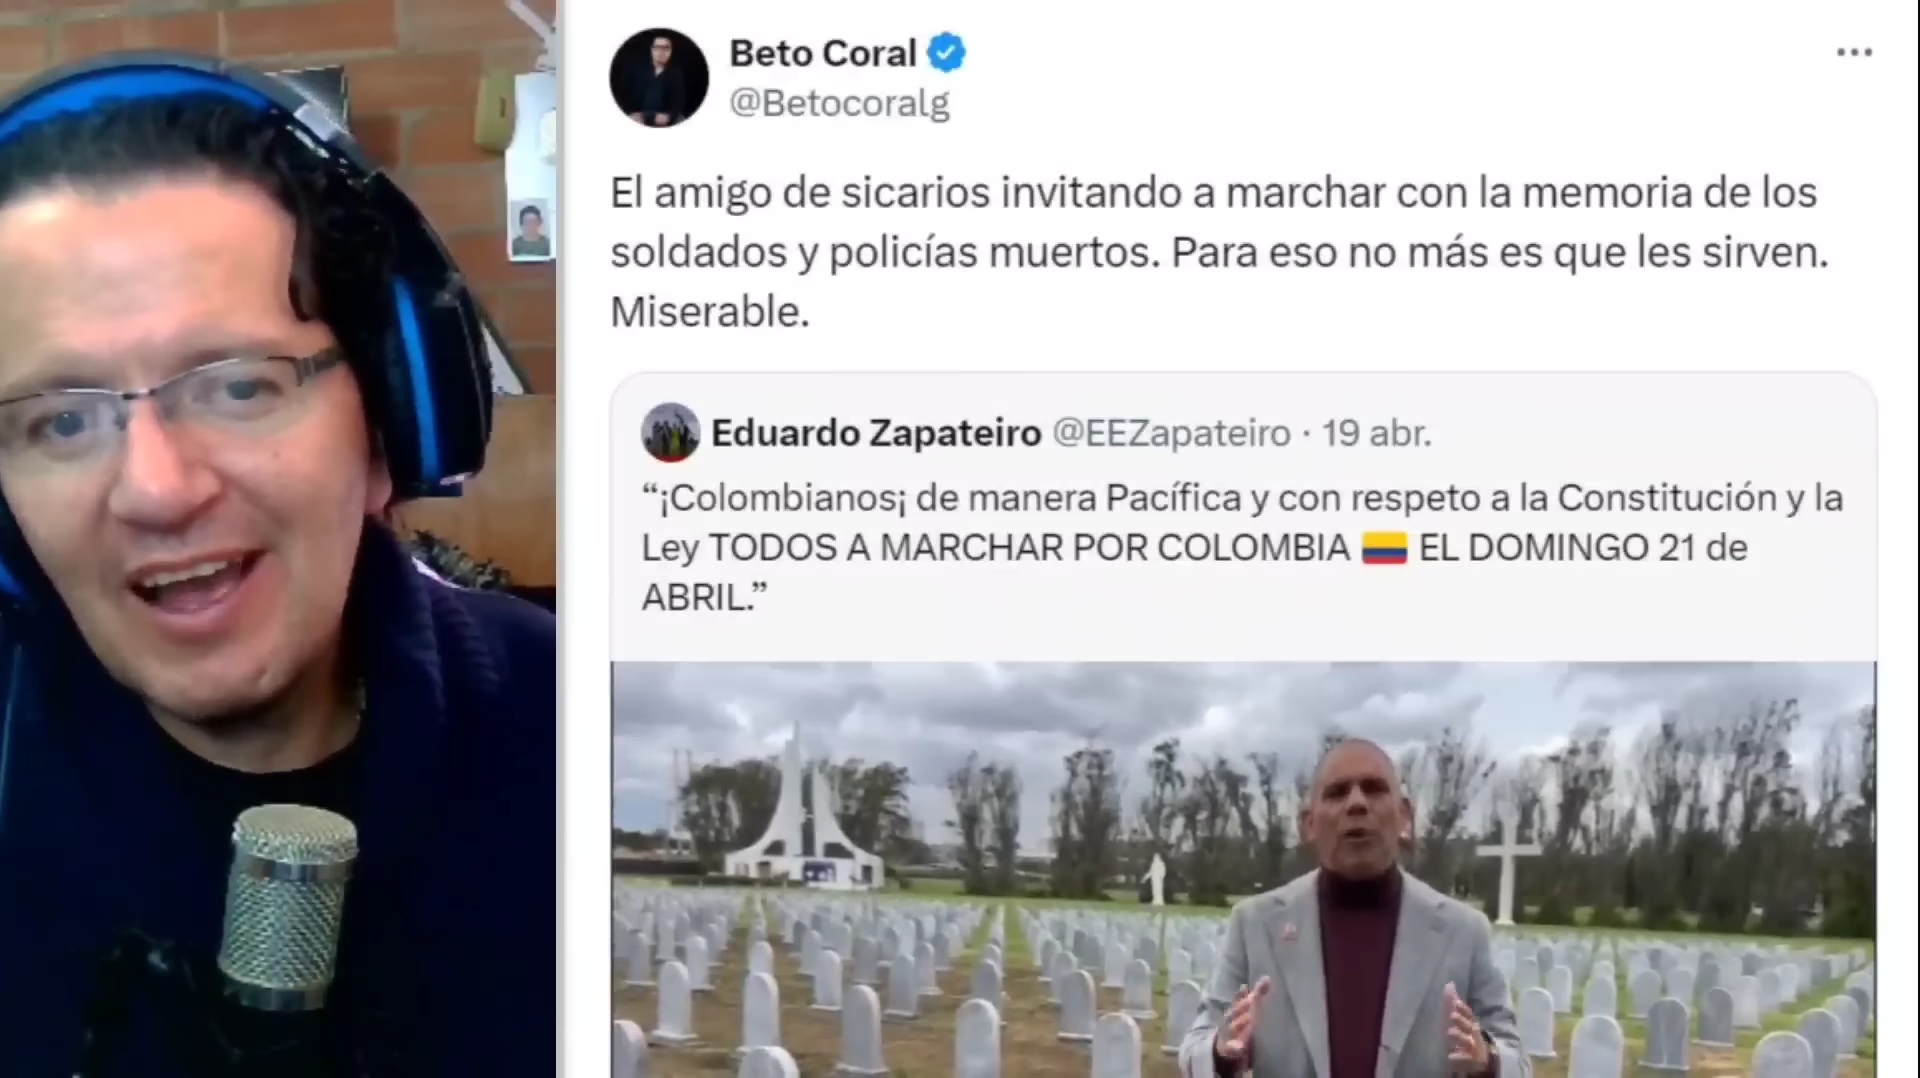 Beto Coral
@Betocoralg
El amigo de sicarios invitando a marchar con la memoria de los
soldados y policías muertos. Para eso no más es que les sirven.
Miserable.
Eduardo Zapateiro @EEZapateiro · 19 abr.
“¡Colombianos¡ de manera Pacífica y con respeto a la Constitución y la
Ley TODOS A MARCHAR POR COLOMBIA 🇨🇴 EL DOMINGO 21 de
ABRIL.”